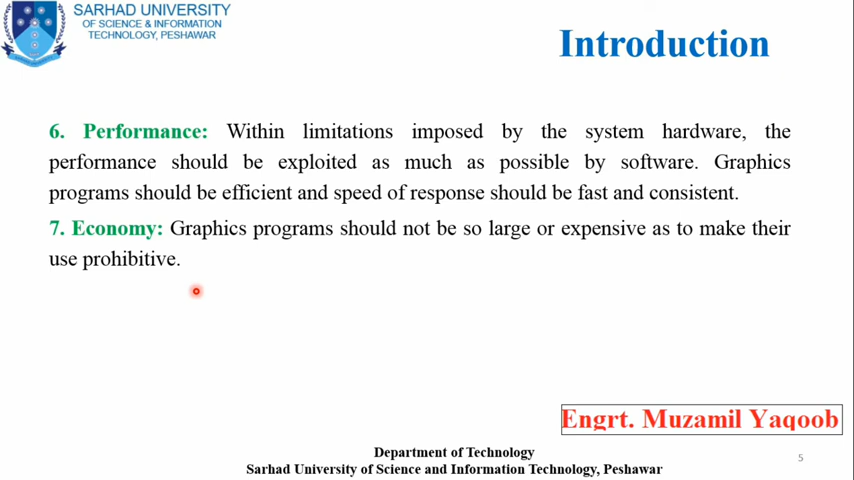 SARHAD UNIVERSITY
OF SCIENCE & INFORMATION
TECHNOLOGY, PESHAWAR
Introduction
6. Performance: Within limitations imposed by the system hardware, the
performance should be exploited as much as possible by software. Graphics
programs should be efficient and speed of response should be fast and consistent.
7. Economy: Graphics programs should not be so large or expensive as to make their
use prohibitive.
Engrt. Muzamil Yaqoob
Department of Technology
Sarhad University of Science and Information Technology, Peshawar
5